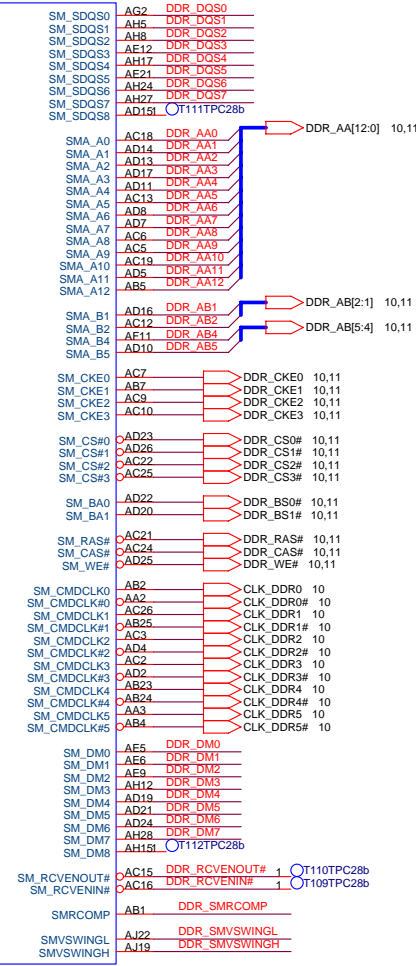 SM_SDQS0 AG2 DDR_DQS0
SM_SDQS1 AH5 DDR_DQS1
SM_SDQS2 AH8 DDR_DQS2
SM_SDQS3 AE12 DDR_DQS3
SM_SDQS4 AH17 DDR_DQS4
SM_SDQS5 AE21 DDR_DQS5
SM_SDQS6 AH24 DDR_DQS6
SM_SDQS7 AH27 DDR_DQS7
SM_SDQS8 AD15 1 T111TPC28b
SMA_A0 AC18 DDR_AA0 DDR_AA[12:0] 10,11
SMA_A1 AD14 DDR_AA1
SMA_A2 AD13 DDR_AA2
SMA_A3 AD17 DDR_AA3
SMA_A4 AD11 DDR_AA4
SMA_A5 AC13 DDR_AA5
SMA_A6 AD8 DDR_AA6
SMA_A7 AD7 DDR_AA7
SMA_A8 AC6 DDR_AA8
SMA_A9 AC5 DDR_AA9
SMA_A10 AC19 DDR_AA10
SMA_A11 AD5 DDR_AA11
SMA_A12 AB5 DDR_AA12
SMA_B1 AD16 DDR_AB1 DDR_AB[2:1] 10,11
SMA_B2 AC12 DDR_AB2
SMA_B4 AF11 DDR_AB4 DDR_AB[5:4] 10,11
SMA_B5 AD10 DDR_AB5
SM_CKE0 AC7 DDR_CKE0 10,11
SM_CKE1 AB7 DDR_CKE1 10,11
SM_CKE2 AC9 DDR_CKE2 10,11
SM_CKE3 AC10 DDR_CKE3 10,11
SM_CS#0 AD23 DDR_CS0# 10,11
SM_CS#1 AD26 DDR_CS1# 10,11
SM_CS#2 AC22 DDR_CS2# 10,11
SM_CS#3 AC25 DDR_CS3# 10,11
SM_BA0 AD22 DDR_BS0# 10,11
SM_BA1 AD20 DDR_BS1# 10,11
SM_RAS# AC21 DDR_RAS# 10,11
SM_CAS# AC24 DDR_CAS# 10,11
SM_WE# AD25 DDR_WE# 10,11
SM_CMDCLK0 AB2 CLK_DDR0 10
SM_CMDCLK#0 AA2 CLK_DDR0# 10
SM_CMDCLK1 AC26 CLK_DDR1 10
SM_CMDCLK#1 AB25 CLK_DDR1# 10
SM_CMDCLK2 AC3 CLK_DDR2 10
SM_CMDCLK#2 AD4 CLK_DDR2# 10
SM_CMDCLK3 AC2 CLK_DDR3 10
SM_CMDCLK#3 AD2 CLK_DDR3# 10
SM_CMDCLK4 AB23 CLK_DDR4 10
SM_CMDCLK#4 AB24 CLK_DDR4# 10
SM_CMDCLK5 AA3 CLK_DDR5 10
SM_CMDCLK#5 AB4 CLK_DDR5# 10
SM_DM0 AE5 DDR_DM0
SM_DM1 AE6 DDR_DM1
SM_DM2 AE9 DDR_DM2
SM_DM3 AH12 DDR_DM3
SM_DM4 AD19 DDR_DM4
SM_DM5 AD21 DDR_DM5
SM_DM6 AD24 DDR_DM6
SM_DM7 AH28 DDR_DM7
SM_DM8 AH15 1 T112TPC28b
SM_RCVENOUT# AC15 DDR_RCVENOUT# 1 T110TPC28b
SM_RCVENIN# AC16 DDR_RCVENIN# 1 T109TPC28b
SMRCOMP AB1 DDR_SMRCOMP
SMVSWINGL AJ22 DDR_SMVSWINGL
SMVSWINGH AJ19 DDR_SMVSWINGH